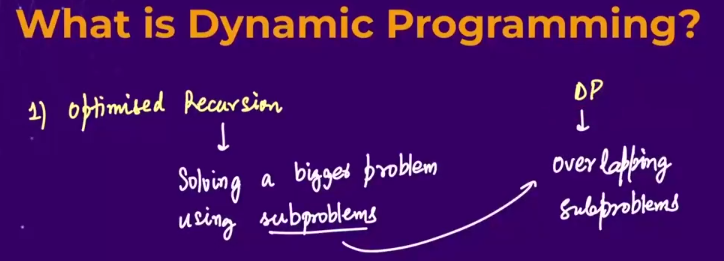 What is Dynamic Programming?
1) Optimised Recursion
Solving a bigger problem
using subproblems
DP
overlapping
subproblems